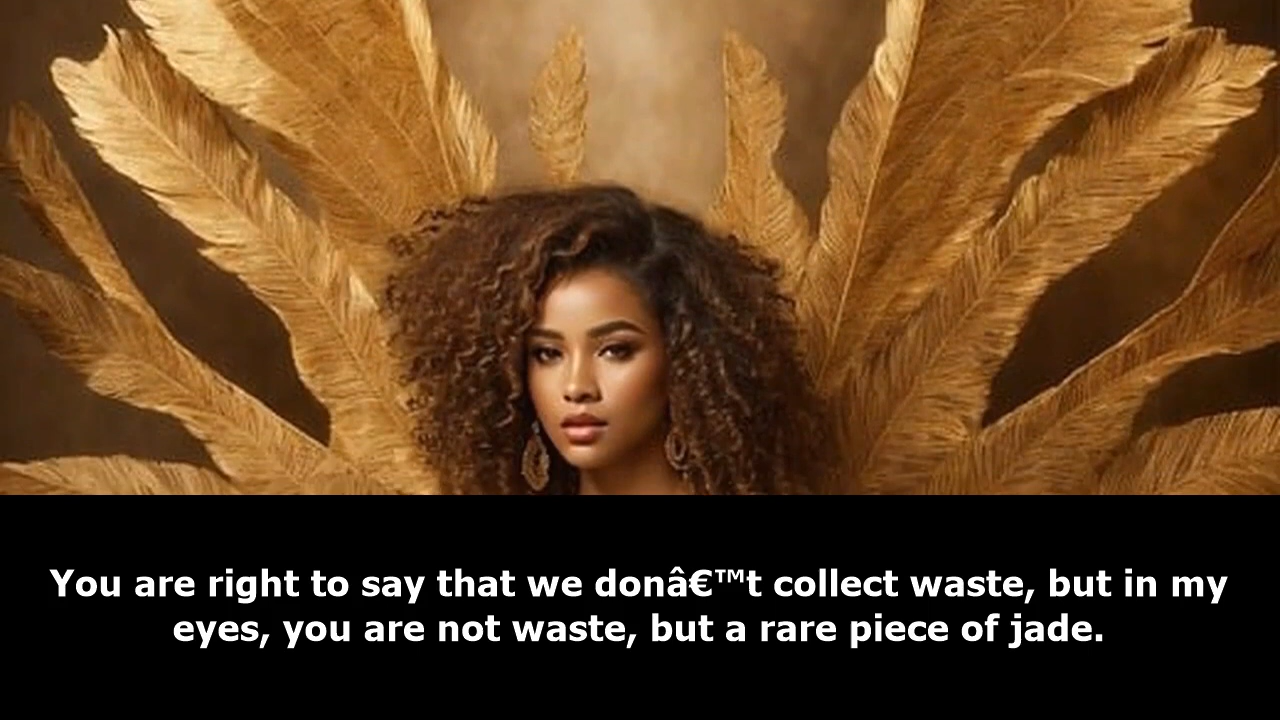 You are right to say that we donâ€™t collect waste, but in my
eyes, you are not waste, but a rare piece of jade.